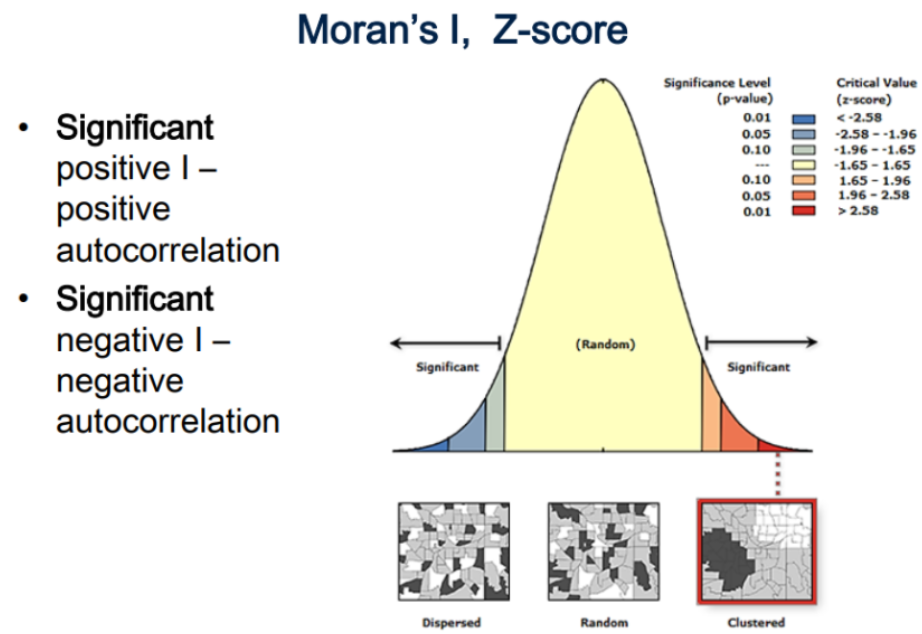 Moran's I, Z-score
• Significant
positive I –
positive
autocorrelation
• Significant
negative I –
negative
autocorrelation
Significance Level
(p-value)
Critical Value
(z-score)
0.01 < -2.58
0.05 -2.58 – -1.96
0.10 -1.96 – -1.65
--- -1.65 – 1.65
0.10 1.65 – 1.96
0.05 1.96 – 2.58
0.01 > 2.58
Significant
(Random)
Significant
Dispersed
Random
Clustered